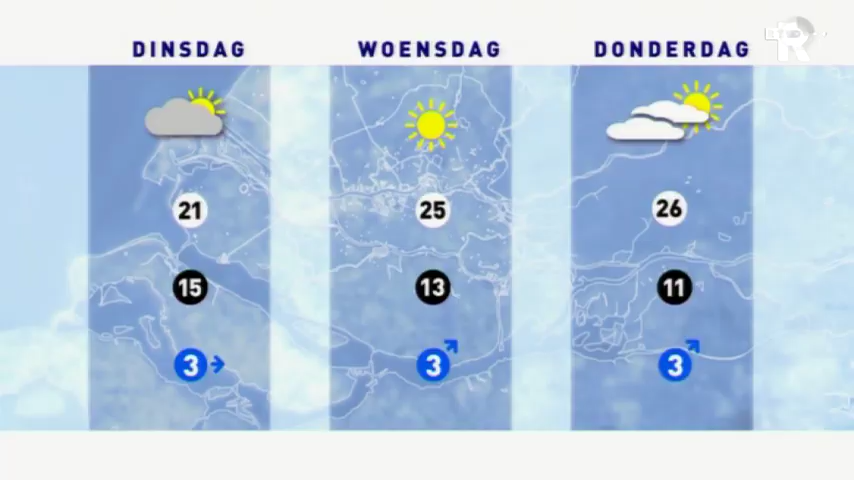 DINSDAG WOENSDAG DONDERDAG
21 25 26
15 13 11
3 3 3